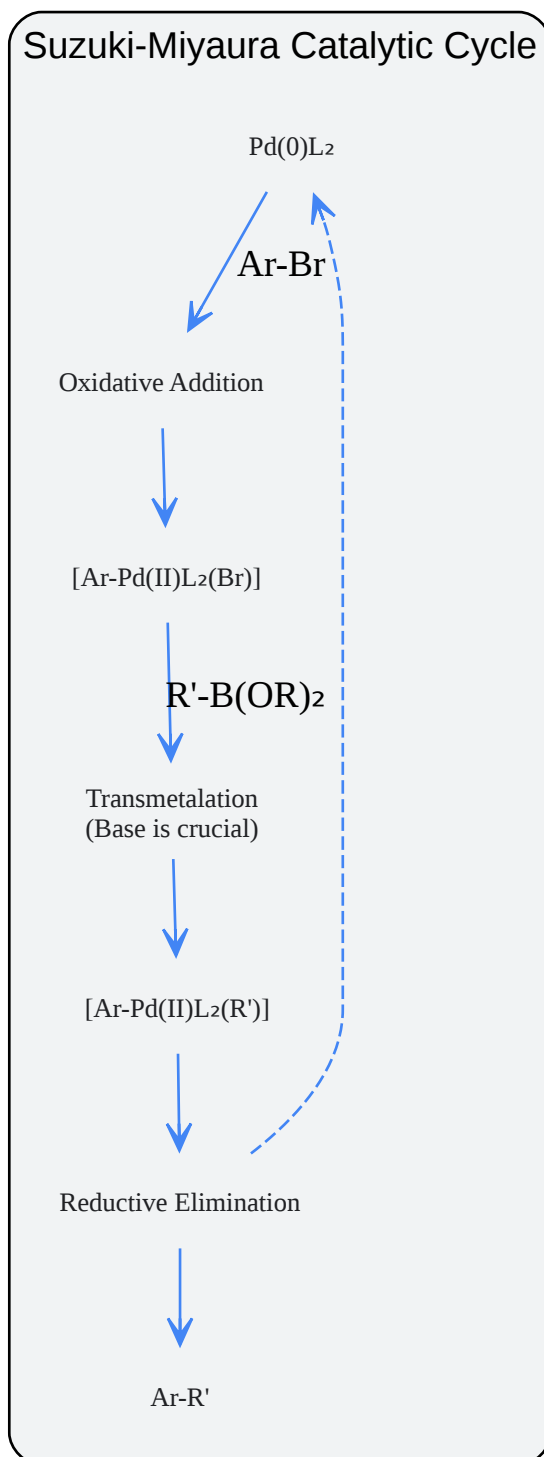 Suzuki-Miyaura Catalytic Cycle
Pd(0)L₂
Ar-Br
Oxidative Addition
[Ar-Pd(II)L₂(Br)]
R'-B(OR)₂
Transmetalation
(Base is crucial)
[Ar-Pd(II)L₂(R')]
Reductive Elimination
Ar-R'